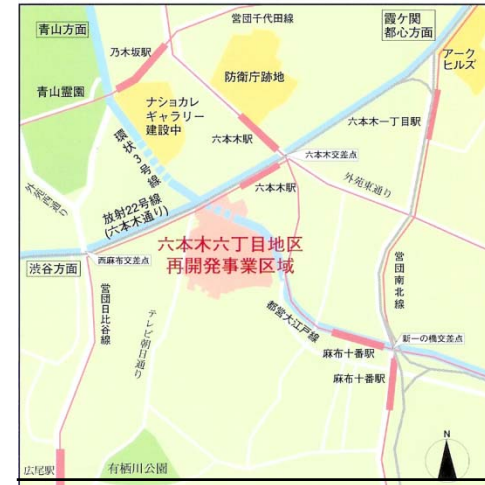 青山方面
営団千代田線
霞ケ関
都心方面
乃木坂駅
アーク
ヒルズ
防衛庁跡地
青山霊園
ナショカレ
ギャラリー
建設中
六本木一丁目駅
六本木駅
六本木交差点
環状3号線
外苑西通り
六本木駅
外苑東通り
放射22号線
(六本木通り)
六本木六丁目地区
再開発事業区域
渋谷方面
西麻布交差点
営団南北線
営団日比谷線
テレビ朝日通り
都営大江戸線
新一の橋交差点
麻布十番駅
麻布十番駅
N
広尾駅
有栖川公園